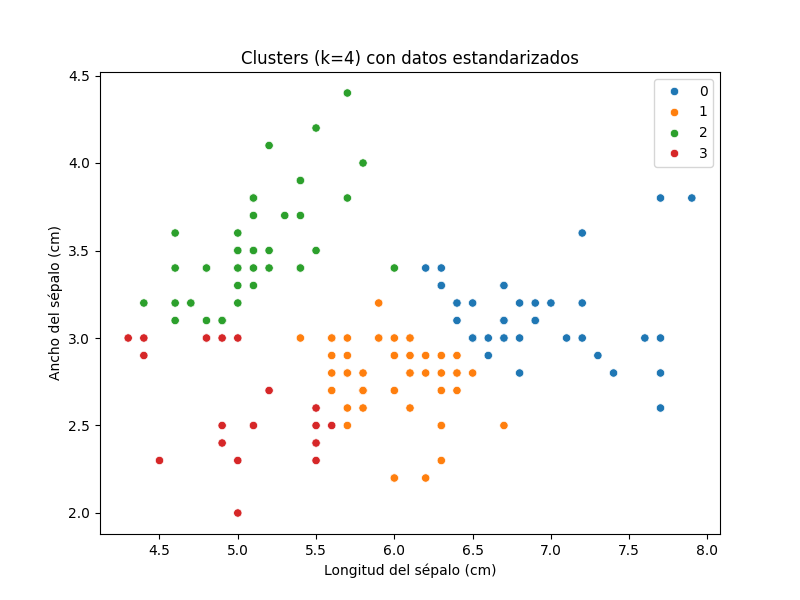 Clusters (k=4) con datos estandarizados
4.5
4.0
3.5
3.0
2.5
2.0
Ancho del sépalo (cm)
0
1
2
3
4.5 5.0 5.5 6.0 6.5 7.0 7.5 8.0
Longitud del sépalo (cm)